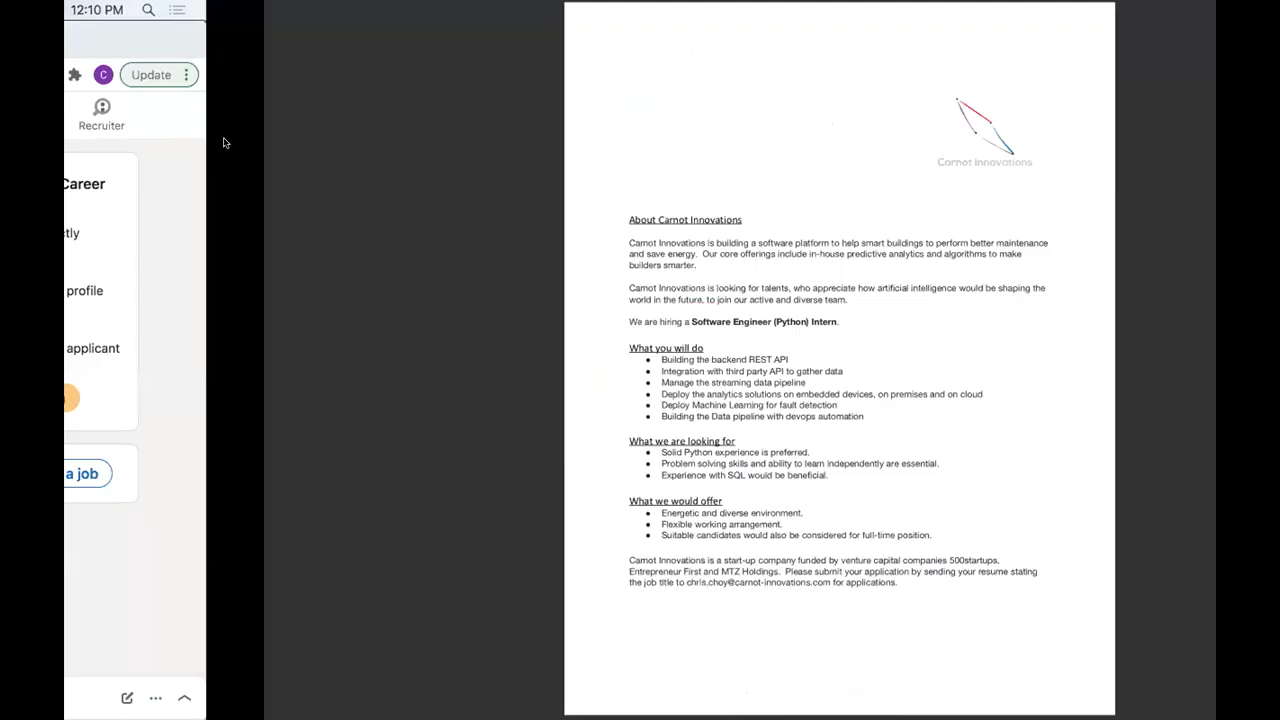 12:10 PM
C
Update
Recruiter
Career
tly
profile
applicant
a job
Carnot Innovations
About Carnot Innovations
Carnot Innovations is building a software platform to help smart buildings to perform better maintenance
and save energy. Our core offerings include in-house predictive analytics and algorithms to make
builders smarter.
Carnot Innovations is looking for talents, who appreciate how artificial intelligence would be shaping the
world in the future, to join our active and diverse team.
We are hiring a Software Engineer (Python) Intern.
What you will do
● Building the backend REST API
● Integration with third party API to gather data
● Manage the streaming data pipeline
● Deploy the analytics solutions on embedded devices, on premises and on cloud
● Deploy Machine Learning for fault detection
● Building the Data pipeline with devops automation
What we are looking for
● Solid Python experience is preferred.
● Problem solving skills and ability to learn independently are essential.
● Experience with SQL would be beneficial.
What we would offer
● Energetic and diverse environment.
● Flexible working arrangement.
● Suitable candidates would also be considered for full-time position.
Carnot Innovations is a start-up company funded by venture capital companies 500startups,
Entrepreneur First and MTZ Holdings. Please submit your application by sending your resume stating
the job title to chris.choy@carnot-innovations.com for applications.